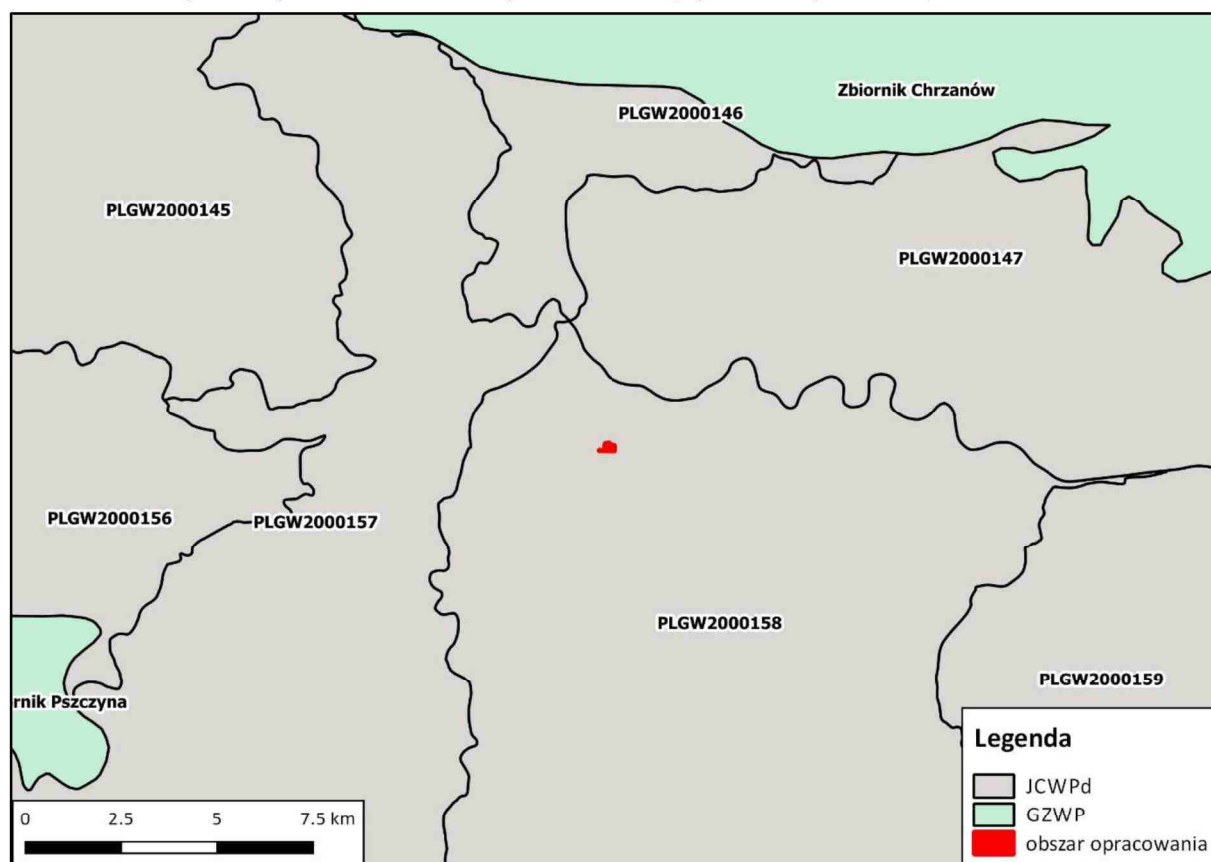 Zbiornik Chrzanów
PLGW2000146
PLGW2000145
PLGW2000147
PLGW2000156
PLGW2000157
PLGW2000158
PLGW2000159
rnik Pszczyna
Legenda
JCWPd
GZWP
obszar opracowania
0 2.5 5 7.5 km